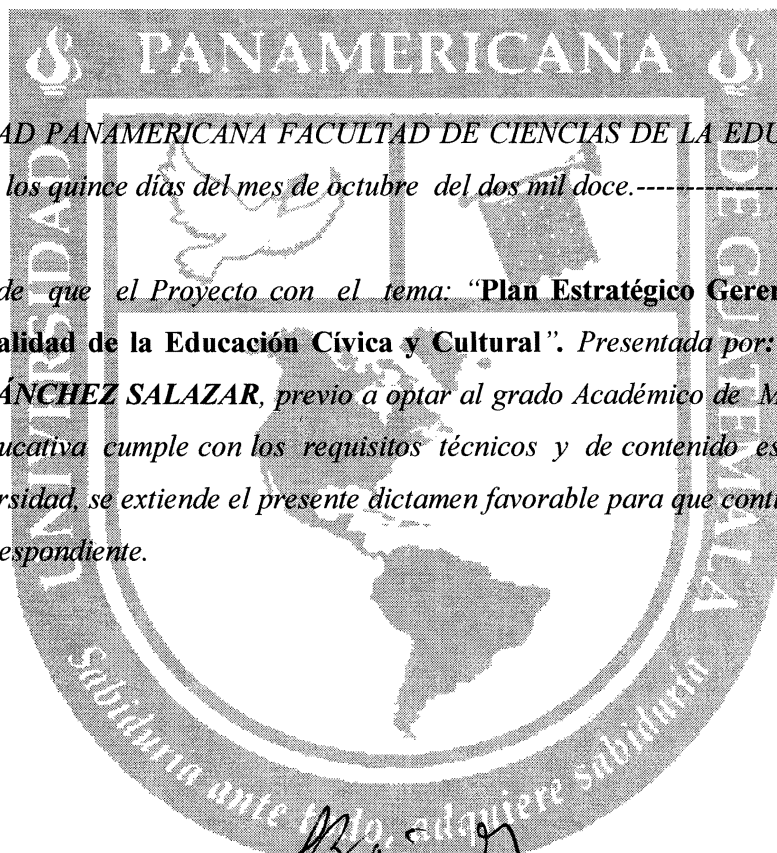 PANAMERICANA
UNIVERSIDAD
DE GUATEMALA
AD PANAMERICANA FACULTAD DE CIENCIAS DE LA EDU
los quince días del mes de octubre del dos mil doce.----------------
de que el Proyecto con el tema: “Plan Estratégico Geren
alidad de la Educación Cívica y Cultural”. Presentada por:
ÁNCHEZ SALAZAR, previo a optar al grado Académico de M
ucativa cumple con los requisitos técnicos y de contenido es
rsidad, se extiende el presente dictamen favorable para que conti
espondiente.
Sabiduría ante todo, adquiere sabiduría